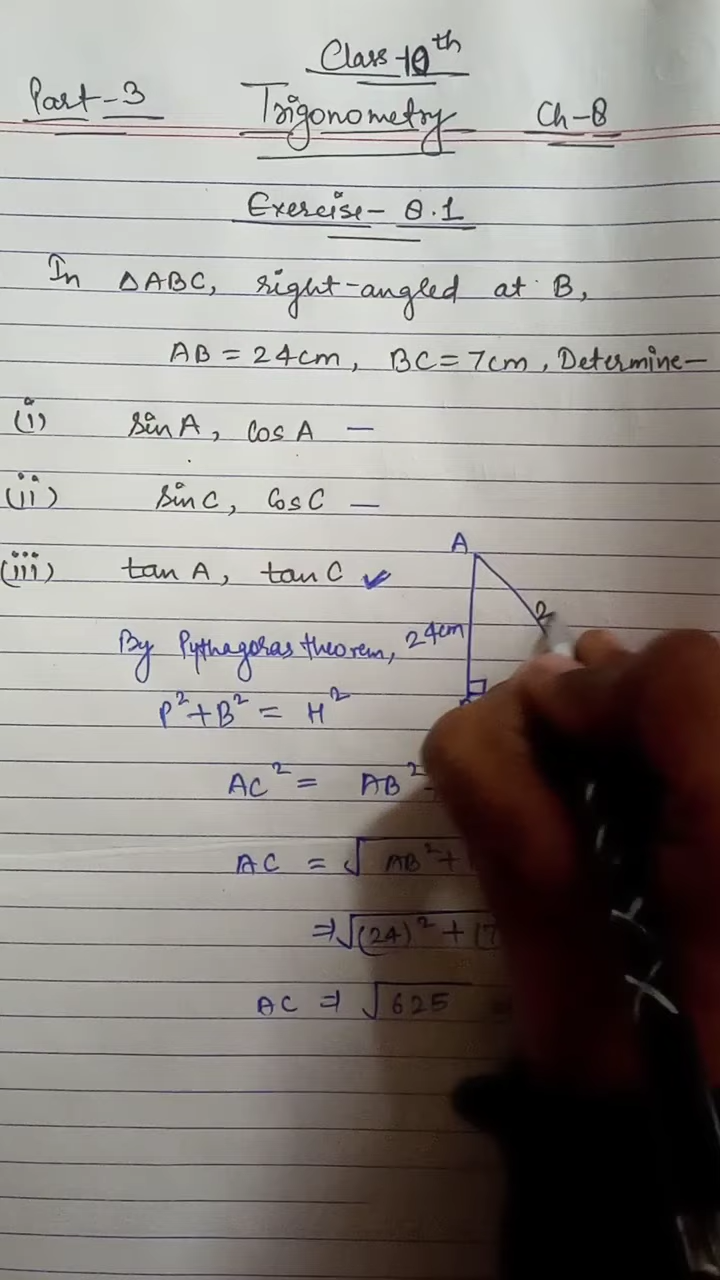 Class-10th
Part-3 Trigonometry Ch-8
Exercise- 8.1
In ΔABC, right-angled at B,
AB = 24cm, BC = 7cm, Determine—
(i) sin A, cos A —
(ii) sin C, cos C —
(iii) tan A, tan C ✓
A
2
24cm
By Pythagoras theorem,
P² + B² = H²
AC² = AB²
AC = √AB² +
⇒ √(24)² + (7
AC ⇒ √625